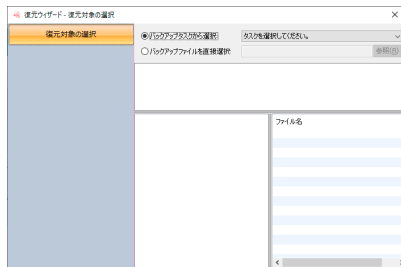 復元ウィザード - 復元対象の選択
復元対象の選択
バックアップタスクから選択
タスクを選択してください。
バックアップファイルを直接選択
参照(B)
ファイル名